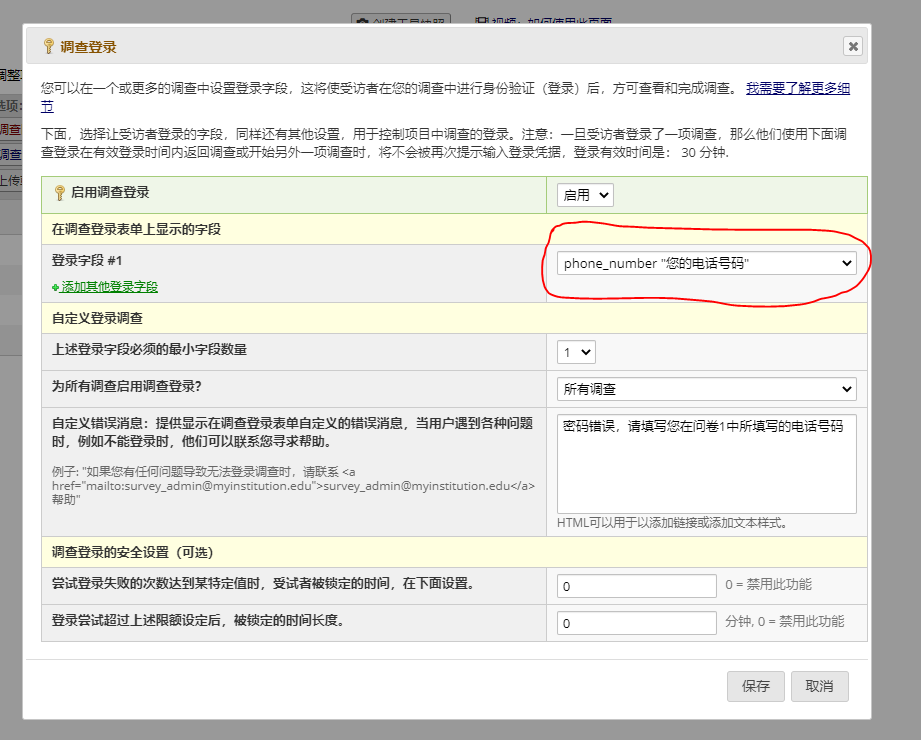 视频：如何使用此页面
调查登录
您可以在一个或更多的调查中设置登录字段，这将使受访者在您的调查中进行身份验证（登录）后，方可查看和完成调查。 我需要了解更多细
节
下面，选择让受访者登录的字段，同样还有其他设置，用于控制项目中调查的登录。注意：一旦受访者登录了一项调查，那么他们使用下面调
查登录在有效登录时间内返回调查或开始另外一项调查时，将不会被再次提示输入登录凭据，登录有效时间是： 30 分钟.
启用调查登录
启用
在调查登录表单上显示的字段
登录字段 #1
phone_number "您的电话号码"
添加其他登录字段
自定义登录调查
上述登录字段必须的最小字段数量
1
为所有调查启用调查登录?
所有调查
自定义错误消息：提供显示在调查登录表单自定义的错误消息，当用户遇到各种问题
时，例如不能登录时，他们可以联系您寻求帮助。
例子: "如果您有任何问题导致无法登录调查时，请联系 <a
href="mailto:survey_admin@myinstitution.edu">survey_admin@myinstitution.edu</a>
帮助"
密码错误，请填写您在问卷1中所填写的电话号码
HTML可以用于以添加链接或添加文本样式。
调查登录的安全设置（可选）
尝试登录失败的次数达到某特定值时，受试者被锁定的时间，在下面设置。
0
0 = 禁用此功能
登录尝试超过上述限额设定后，被锁定的时间长度。
0
分钟, 0 = 禁用此功能
保存
取消
调整
选项:
调查
调查
上传